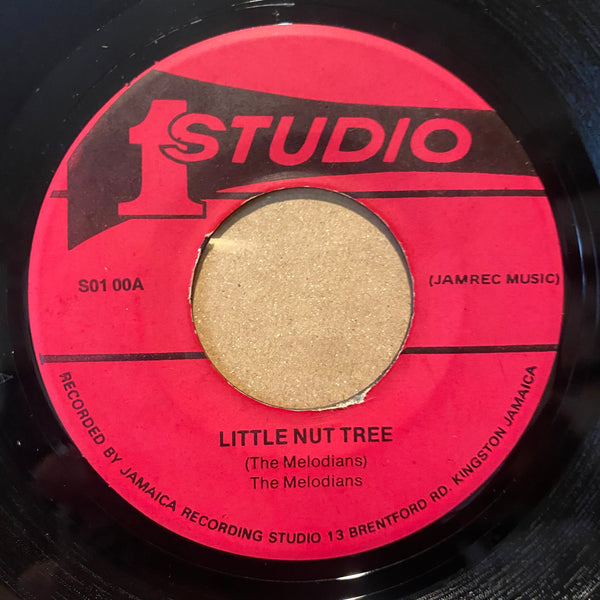 1 STUDIO
S01 00A
(JAMREC MUSIC)
LITTLE NUT TREE
(The Melodians)
The Melodians
RECORDED BY JAMAICA RECORDING STUDIO 13 BRENTFORD RD. KINGSTON JAMAICA